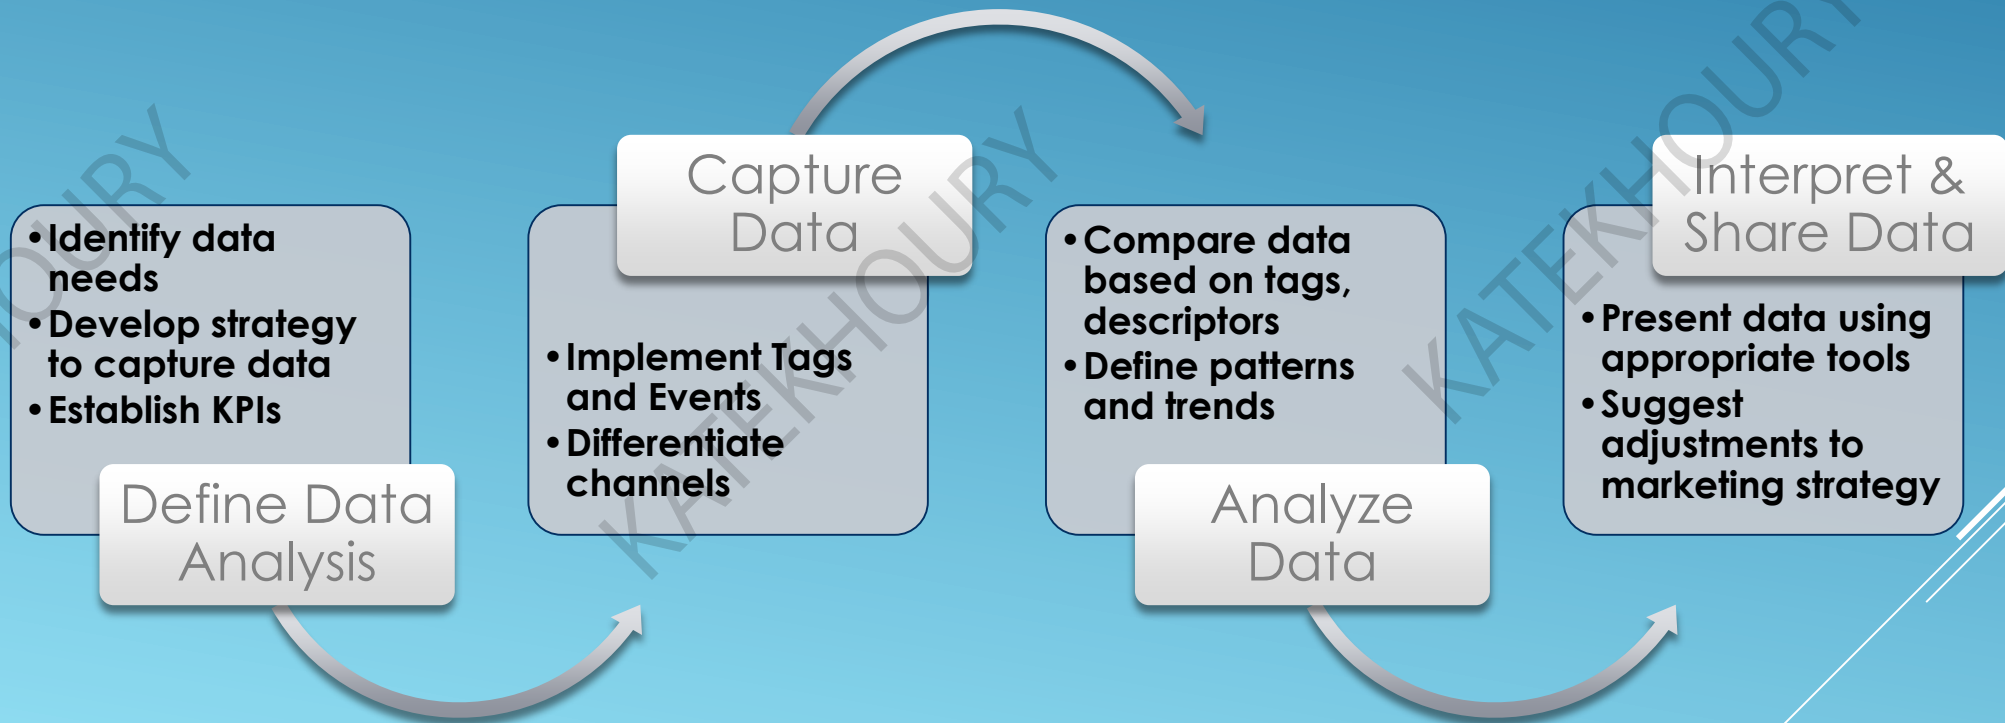 •Identify data
needs
•Develop strategy
to capture data
•Establish KPIs
Define Data
Analysis
Capture
Data
•Implement Tags
and Events
•Differentiate
channels
•Compare data
based on tags,
descriptors
•Define patterns
and trends
Analyze
Data
Interpret &
Share Data
•Present data using
appropriate tools
•Suggest
adjustments to
marketing strategy
HOURY
KATEKHOURY
KATEKHOURY